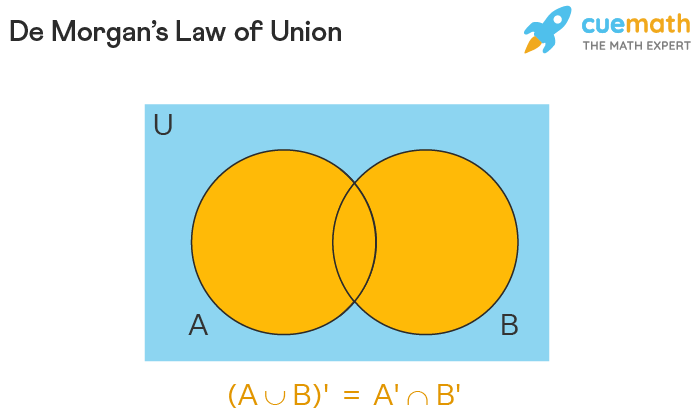 De Morgan's Law of Union
cuemath
THE MATH EXPERT
U
A
B
(A ∪ B)' = A' ∩ B'